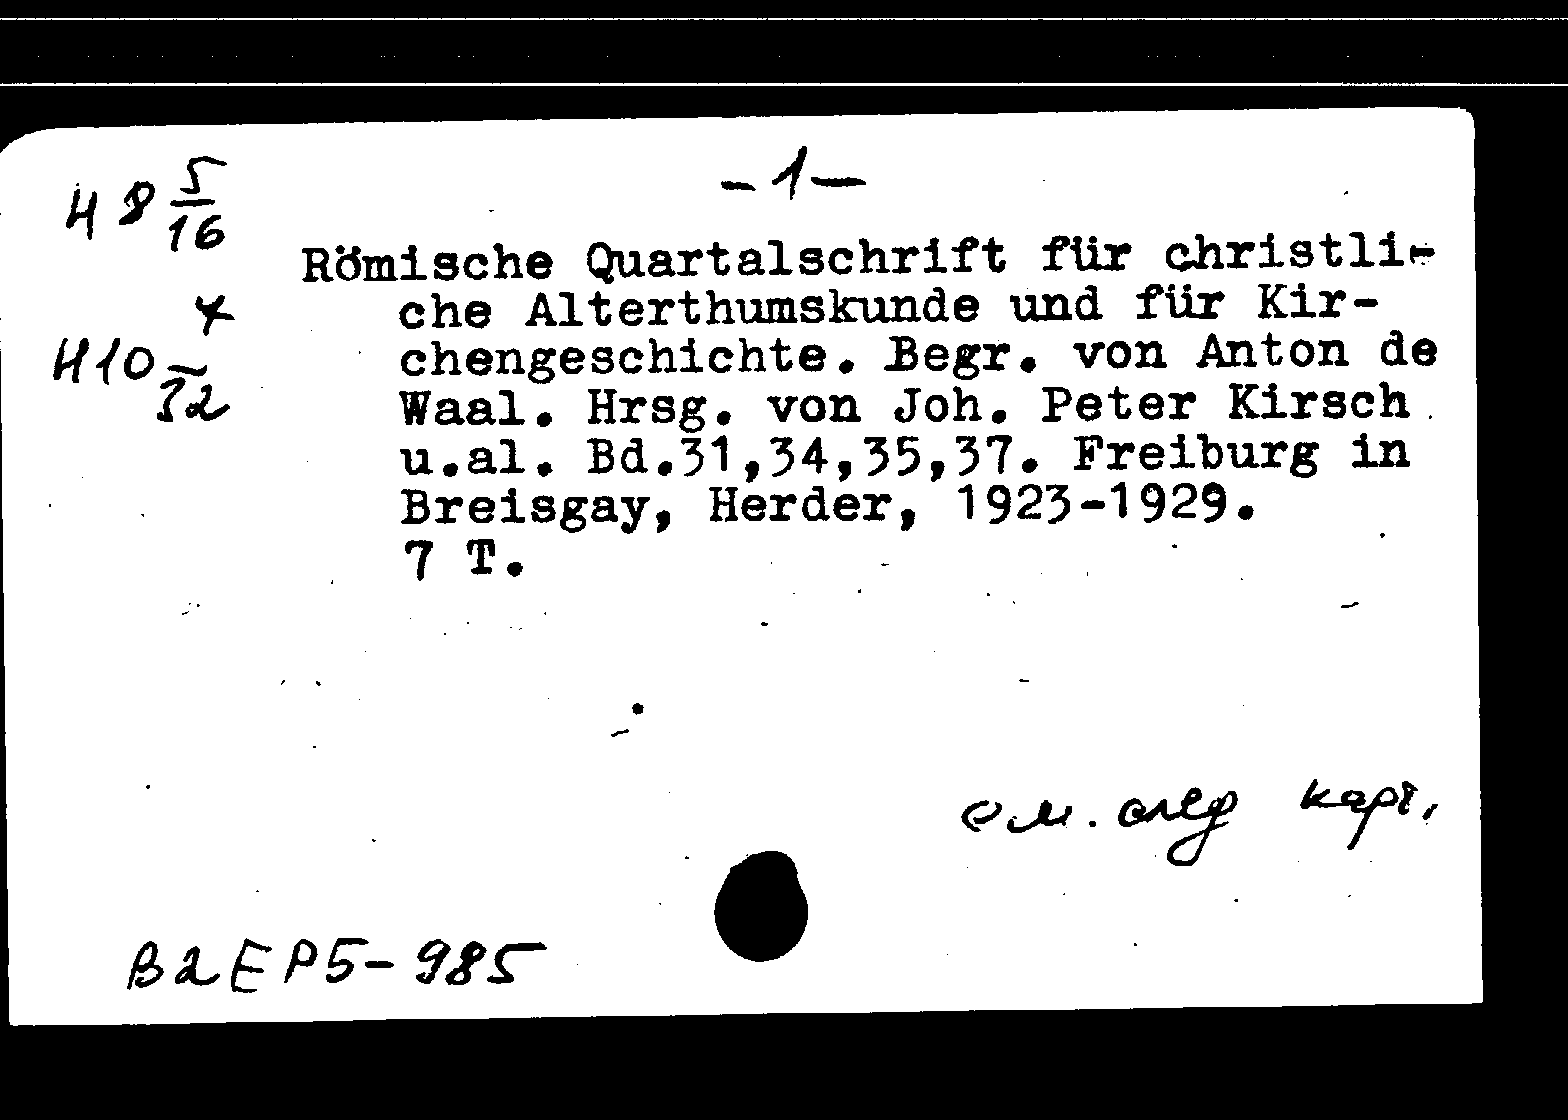 –1–
H 8 5/16
H10 4/32
Römische Quartalschrift für christli-
che Alterthumskunde und für Kir-
chengeschichte. Begr. von Anton de
Waal. Hrsg. von Joh. Peter Kirsch
u.al. Bd.31,34,35,37. Freiburg in
Breisgay, Herder, 1923-1929.
7 T.
см. след карт.
B2EP5-985